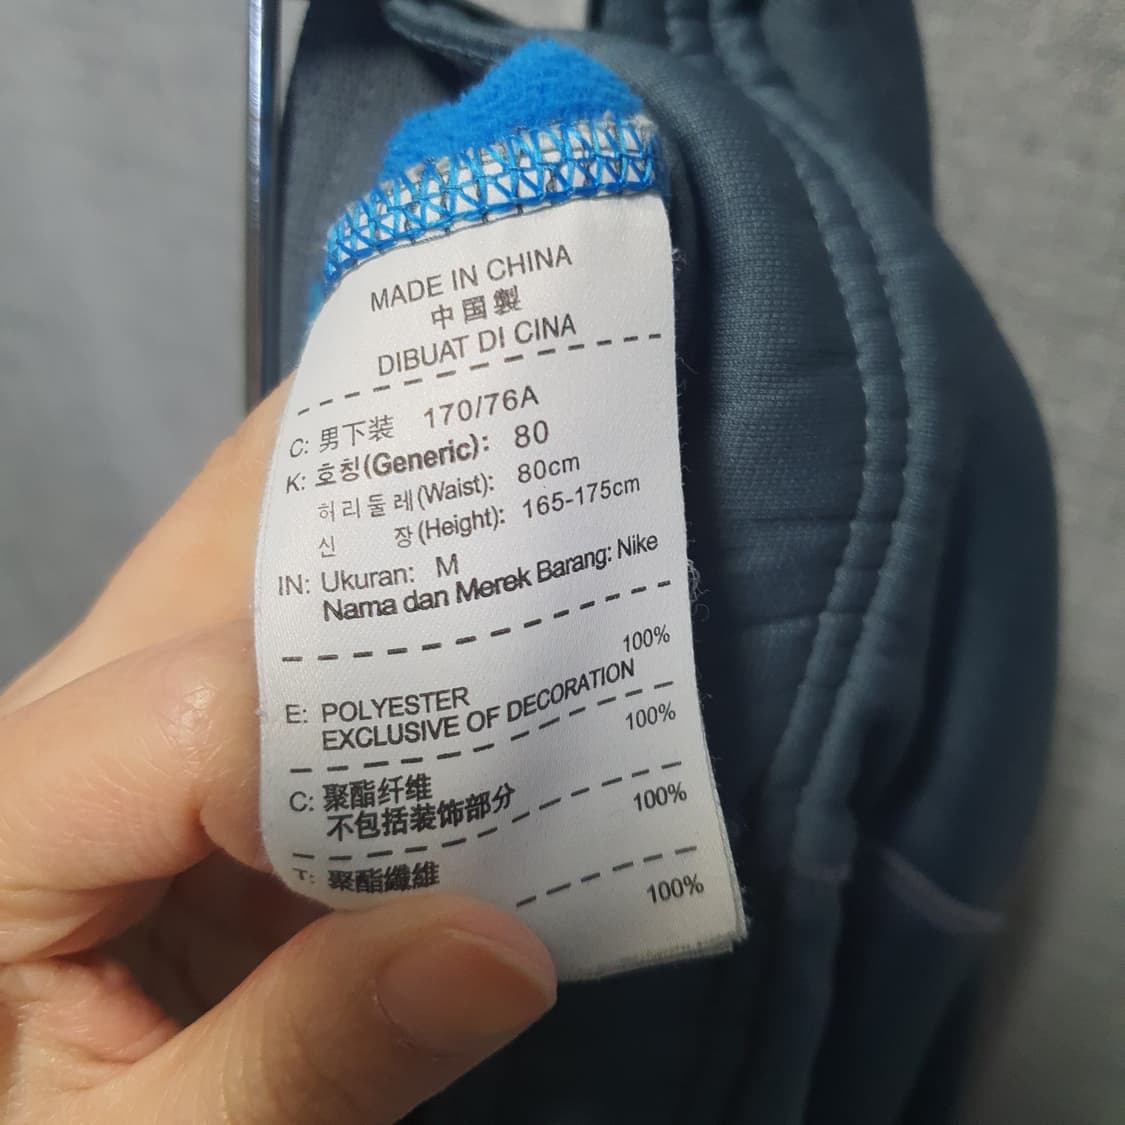 MADE IN CHINA
中国製
DIBUAT DI CINA
C: 男下装 170/76A
K: 호칭(Generic): 80
허리둘레(Waist): 80cm
신 장(Height): 165-175cm
IN: Ukuran: M
Nama dan Merek Barang: Nike
100%
E: POLYESTER
EXCLUSIVE OF DECORATION
100%
C: 聚酯纤维
不包括装饰部分
100%
T: 聚酯纖維
100%